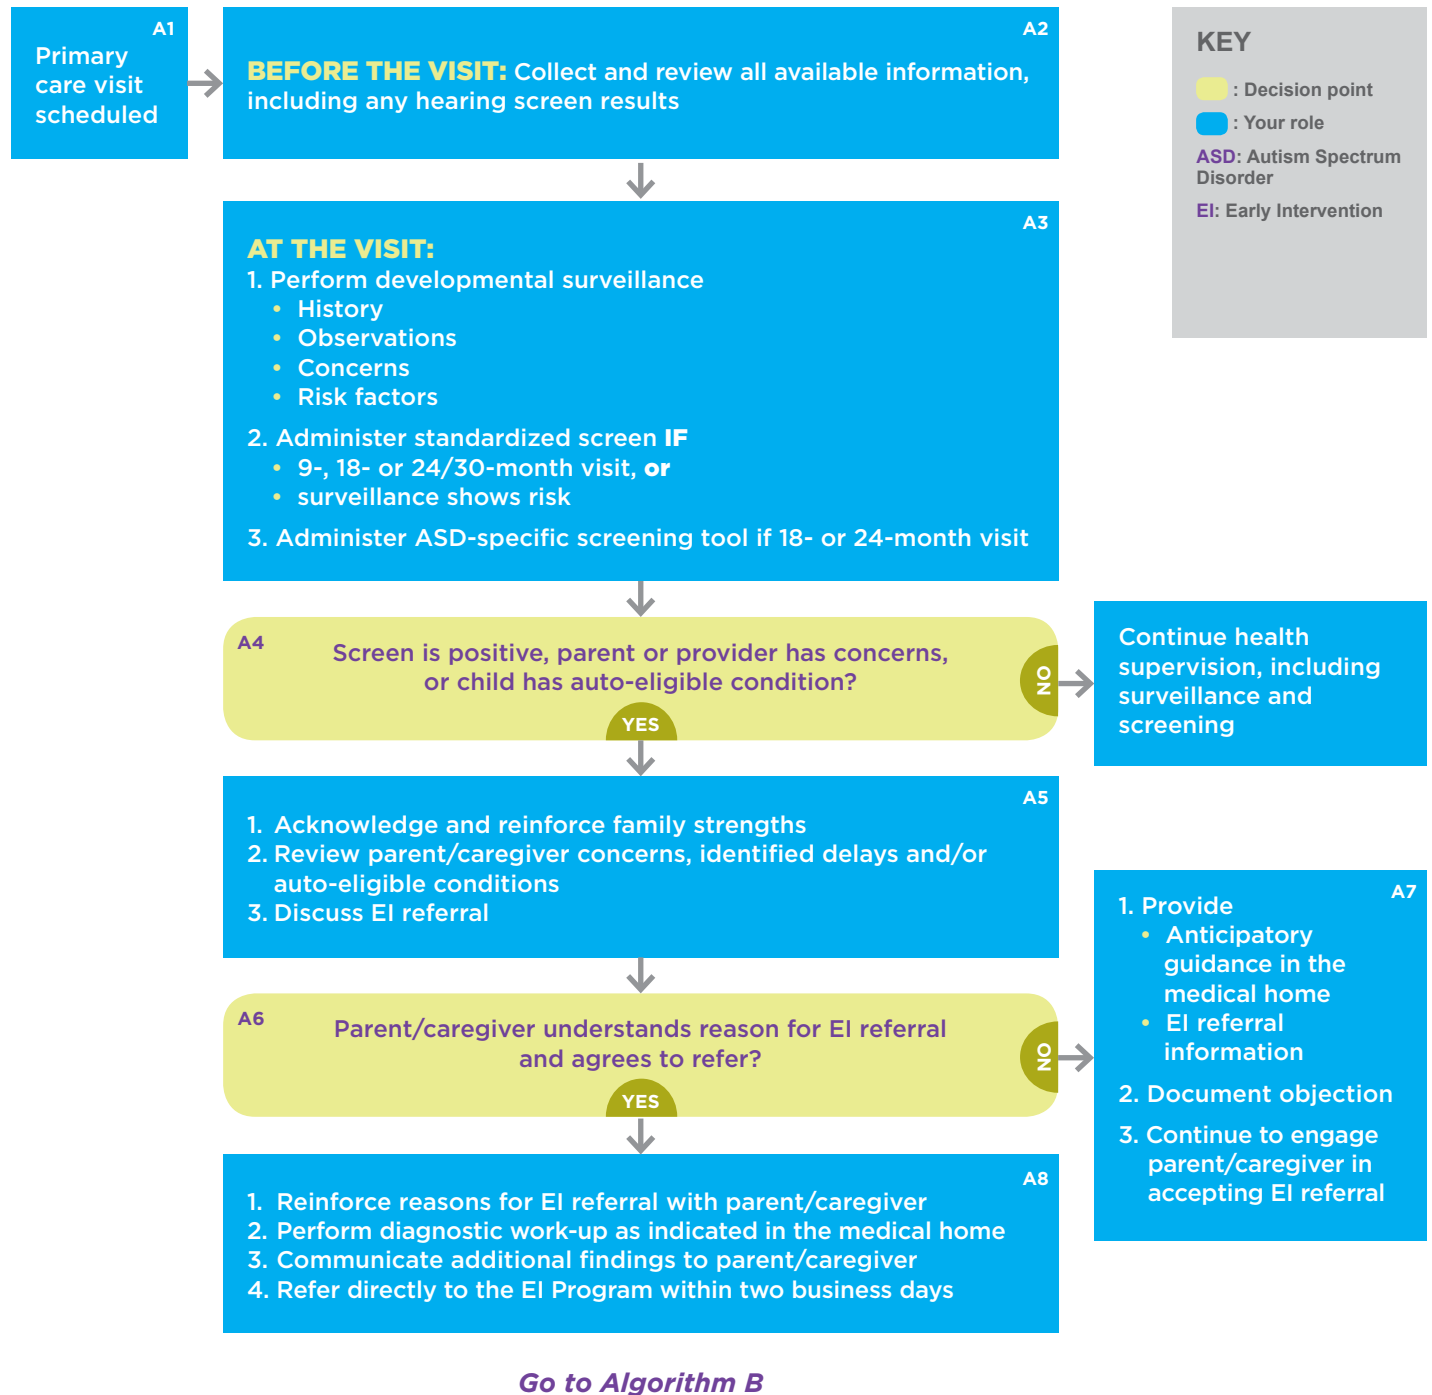 A1
Primary
care visit
scheduled
A2
BEFORE THE VISIT: Collect and review all available information,
including any hearing screen results
KEY
: Decision point
: Your role
ASD: Autism Spectrum
Disorder
EI: Early Intervention
A3
AT THE VISIT:
1. Perform developmental surveillance
• History
• Observations
• Concerns
• Risk factors
2. Administer standardized screen IF
• 9-, 18- or 24/30-month visit, or
• surveillance shows risk
3. Administer ASD-specific screening tool if 18- or 24-month visit
A4
Screen is positive, parent or provider has concerns,
or child has auto-eligible condition?
NO
YES
Continue health
supervision, including
surveillance and
screening
A5
1. Acknowledge and reinforce family strengths
2. Review parent/caregiver concerns, identified delays and/or
auto-eligible conditions
3. Discuss EI referral
A6
Parent/caregiver understands reason for EI referral
and agrees to refer?
NO
YES
A7
1. Provide
• Anticipatory
guidance in the
medical home
• EI referral
information
2. Document objection
3. Continue to engage
parent/caregiver in
accepting EI referral
A8
1. Reinforce reasons for EI referral with parent/caregiver
2. Perform diagnostic work-up as indicated in the medical home
3. Communicate additional findings to parent/caregiver
4. Refer directly to the EI Program within two business days
Go to Algorithm B